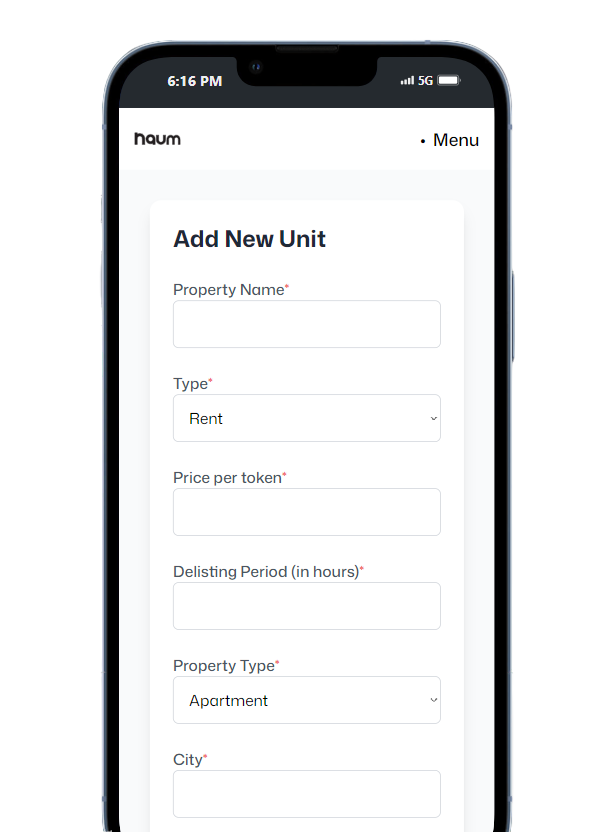 6:16 PM 5G
haum
• Menu
Add New Unit
Property Name*
Type*
Rent
Price per token*
Delisting Period (in hours)*
Property Type*
Apartment
City*